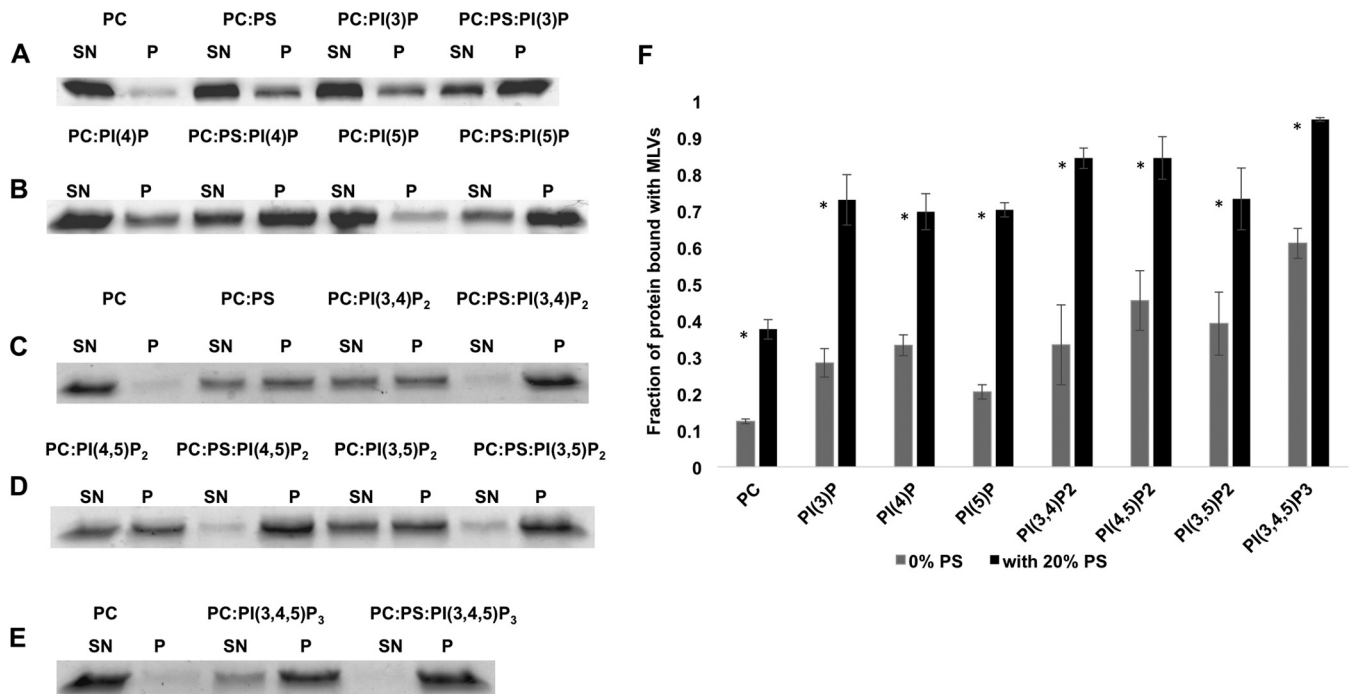 PC PC:PS PC:PI(3)P PC:PS:PI(3)P
A SN P SN P SN P SN P
PC:PI(4)P PC:PS:PI(4)P PC:PI(5)P PC:PS:PI(5)P
B SN P SN P SN P SN P
PC PC:PS PC:PI(3,4)P₂ PC:PS:PI(3,4)P₂
C SN P SN P SN P SN P
PC:PI(4,5)P₂ PC:PS:PI(4,5)P₂ PC:PI(3,5)P₂ PC:PS:PI(3,5)P₂
D SN P SN P SN P SN P
PC PC:PI(3,4,5)P₃ PC:PS:PI(3,4,5)P₃
E SN P SN P SN P
F
Fraction of protein bound with MLVs
1
0.9
0.8
0.7
0.6
0.5
0.4
0.3
0.2
0.1
0
* * * * * * * *
PC PI(3)P PI(4)P PI(5)P PI(3,4)P2 PI(4,5)P2 PI(3,5)P2 PI(3,4,5)P3
0% PS with 20% PS